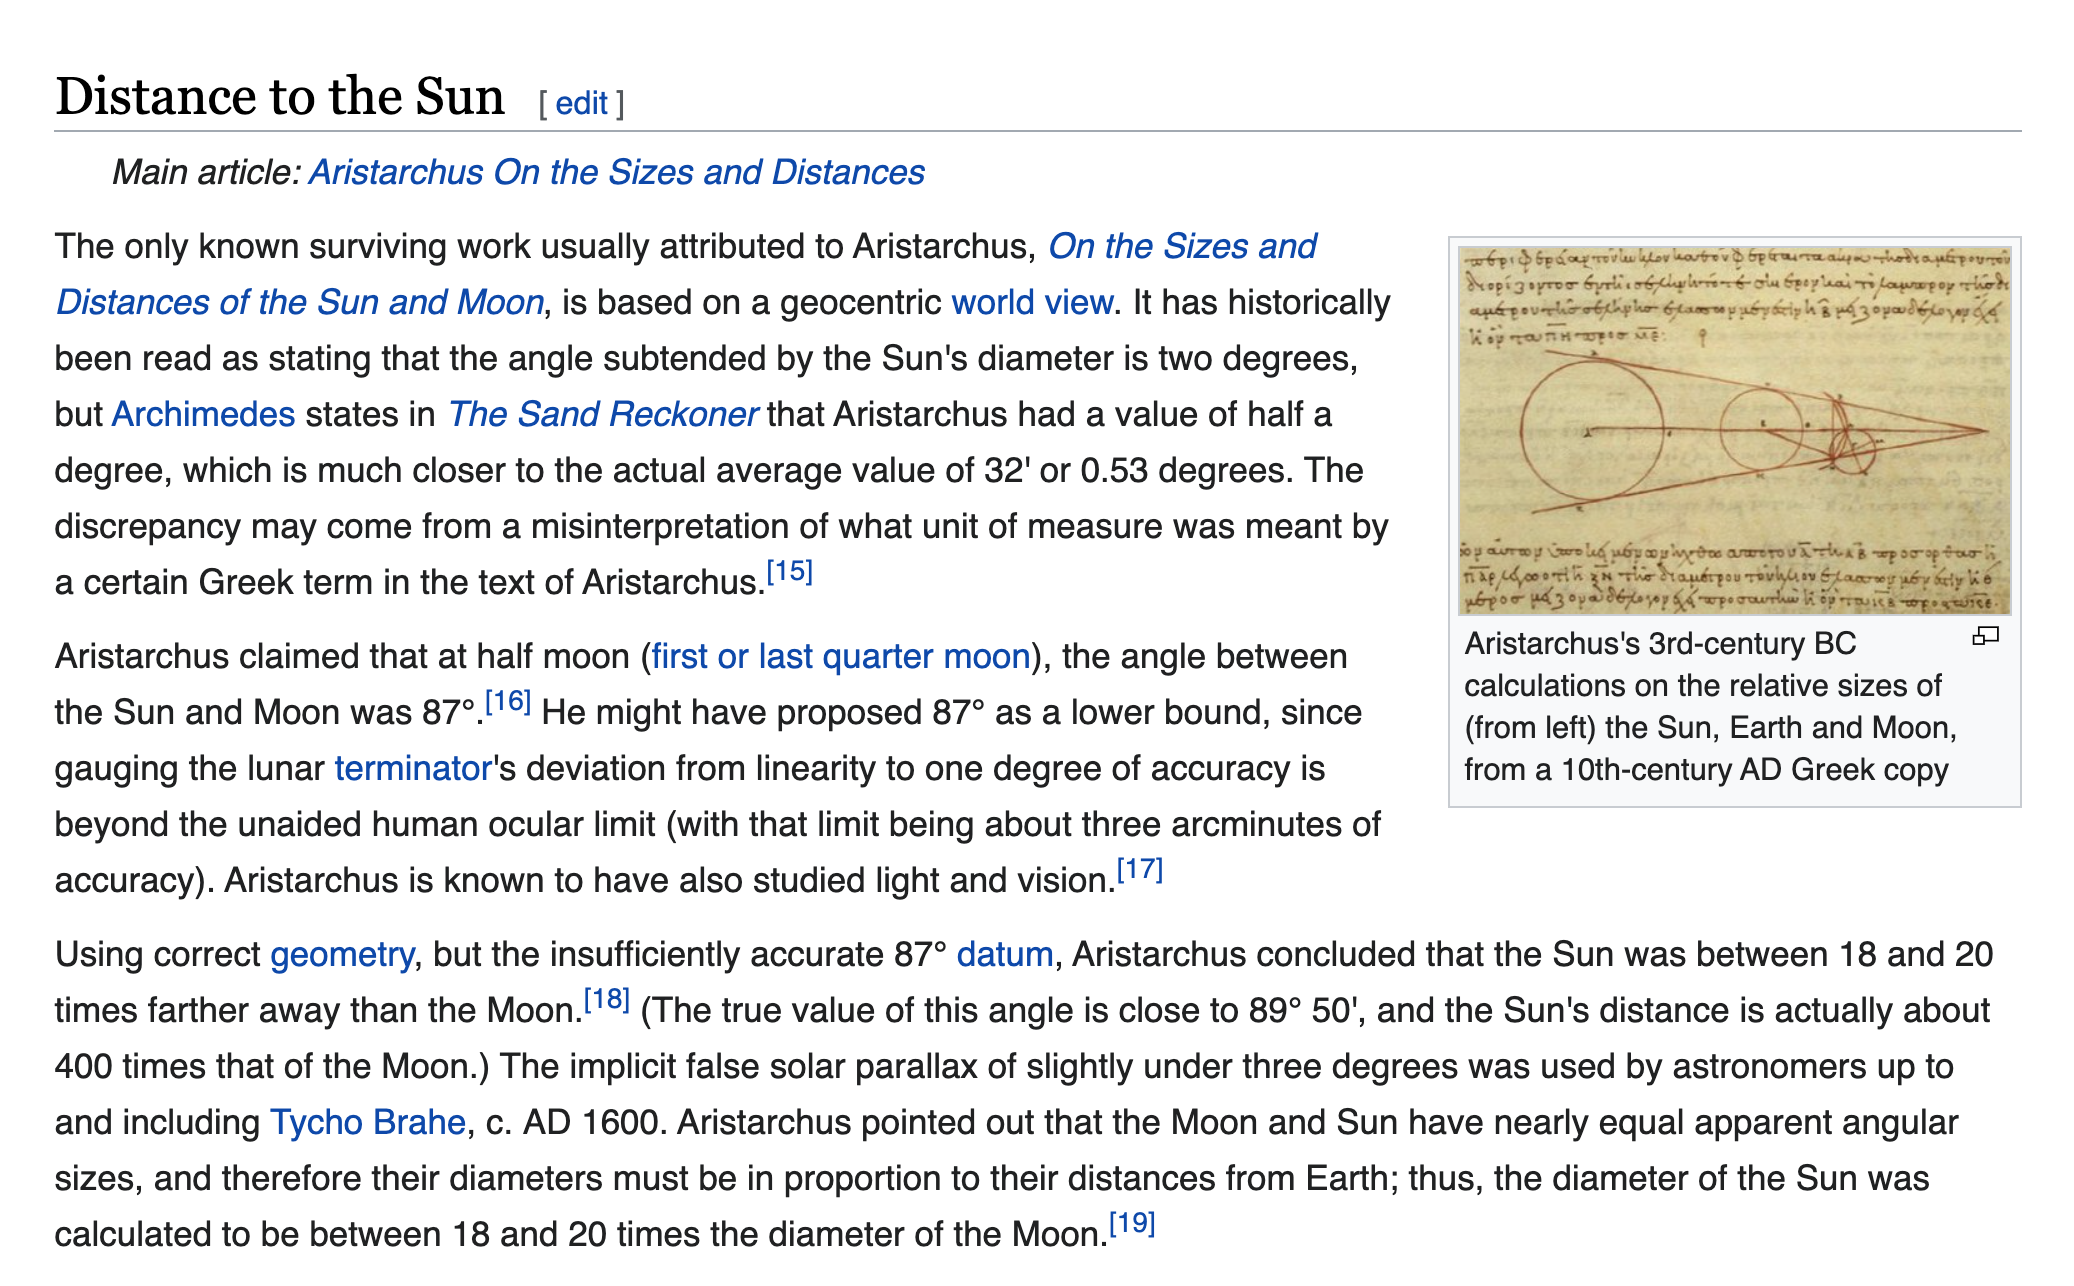 Distance to the Sun [ edit ]
Main article: Aristarchus On the Sizes and Distances
The only known surviving work usually attributed to Aristarchus, On the Sizes and
Distances of the Sun and Moon, is based on a geocentric world view. It has historically
been read as stating that the angle subtended by the Sun's diameter is two degrees,
but Archimedes states in The Sand Reckoner that Aristarchus had a value of half a
degree, which is much closer to the actual average value of 32' or 0.53 degrees. The
discrepancy may come from a misinterpretation of what unit of measure was meant by
a certain Greek term in the text of Aristarchus.[15]
Aristarchus claimed that at half moon (first or last quarter moon), the angle between
the Sun and Moon was 87°.[16] He might have proposed 87° as a lower bound, since
gauging the lunar terminator's deviation from linearity to one degree of accuracy is
beyond the unaided human ocular limit (with that limit being about three arcminutes of
accuracy). Aristarchus is known to have also studied light and vision.[17]
Aristarchus's 3rd-century BC
calculations on the relative sizes of
(from left) the Sun, Earth and Moon,
from a 10th-century AD Greek copy
Using correct geometry, but the insufficiently accurate 87° datum, Aristarchus concluded that the Sun was between 18 and 20
times farther away than the Moon.[18] (The true value of this angle is close to 89° 50', and the Sun's distance is actually about
400 times that of the Moon.) The implicit false solar parallax of slightly under three degrees was used by astronomers up to
and including Tycho Brahe, c. AD 1600. Aristarchus pointed out that the Moon and Sun have nearly equal apparent angular
sizes, and therefore their diameters must be in proportion to their distances from Earth; thus, the diameter of the Sun was
calculated to be between 18 and 20 times the diameter of the Moon.[19]